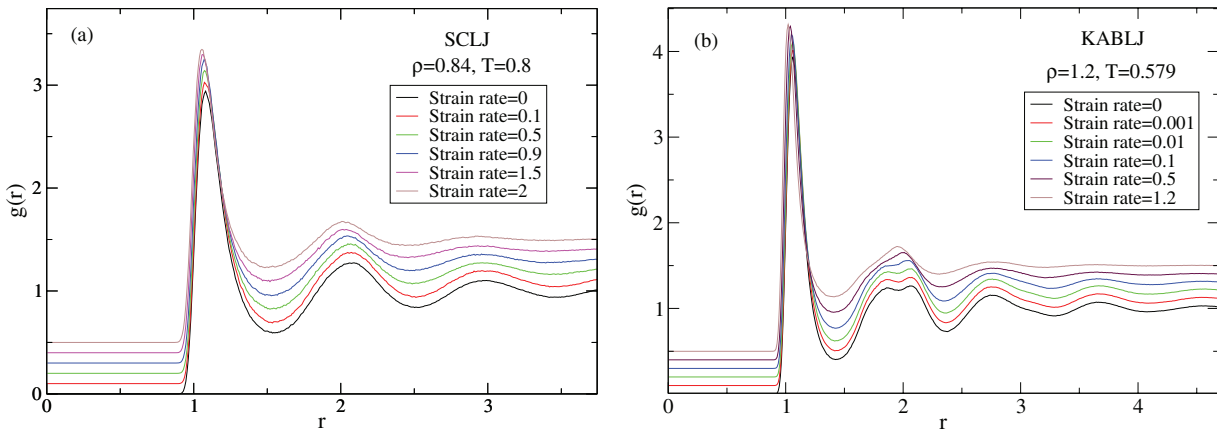 (a)
SCLJ
ρ=0.84, T=0.8
Strain rate=0
Strain rate=0.1
Strain rate=0.5
Strain rate=0.9
Strain rate=1.5
Strain rate=2
g(r)
3
2
1
0
0 1 2 3
r
(b)
KABLJ
ρ=1.2, T=0.579
Strain rate=0
Strain rate=0.001
Strain rate=0.01
Strain rate=0.1
Strain rate=0.5
Strain rate=1.2
g(r)
4
3
2
1
0 1 2 3 4
r